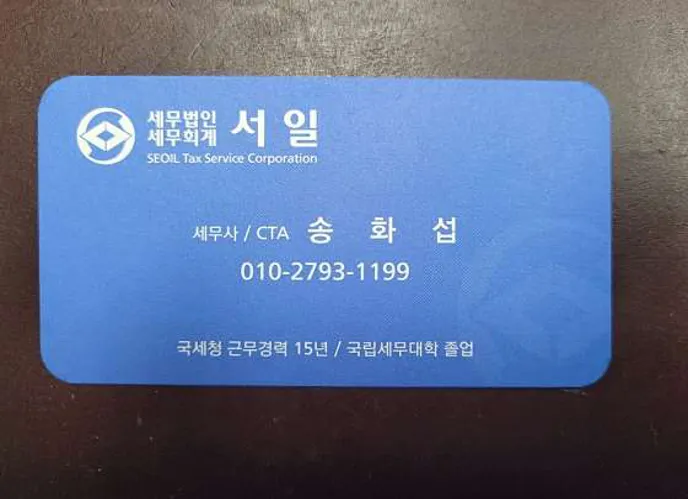 세무법인
세무회계 서일
SEOIL Tax Service Corporation
세무사 / CTA 송 화 섭
010-2793-1199
국세청 근무경력 15년 / 국립세무대학 졸업